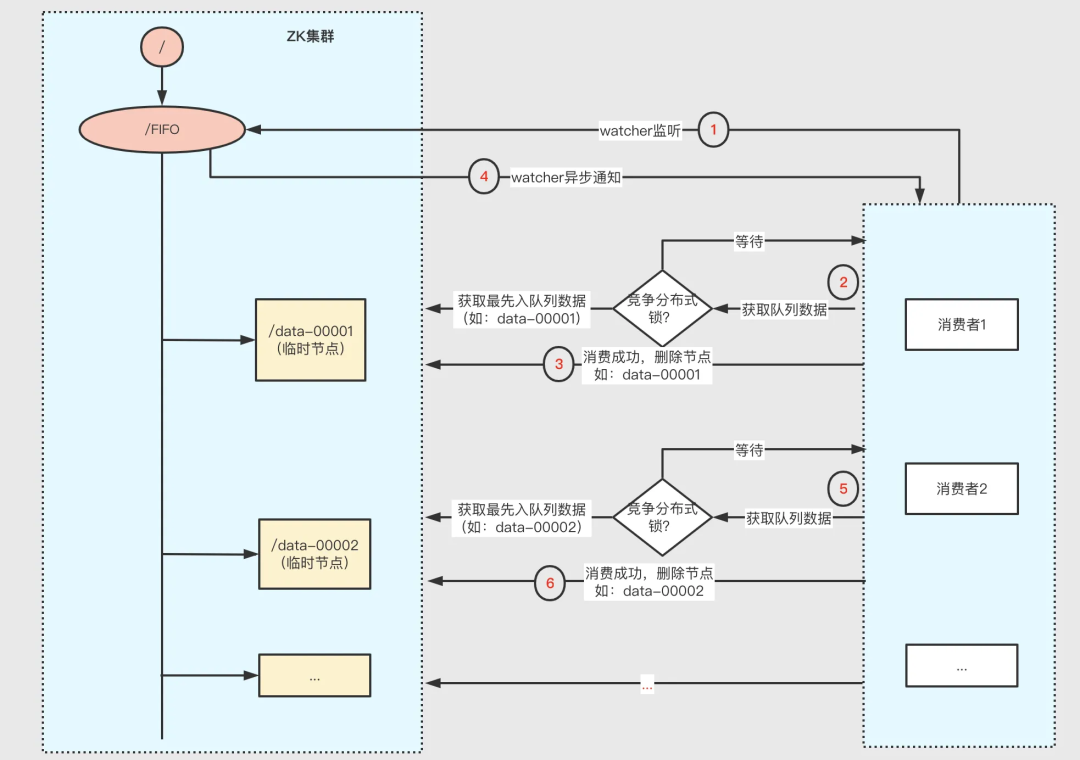 ZK集群
/
/FIFO
watcher监听
1
4
watcher异步通知
等待
2
获取最先入队列数据
（如：data-00001）
竞争分布式
锁?
获取队列数据
/data-00001
（临时节点）
消费者1
3
消费成功，删除节点
如：data-00001
等待
5
消费者2
获取最先入队列数据
（如：data-00002）
竞争分布式
锁?
获取队列数据
/data-00002
（临时节点）
6
消费成功，删除节点
如：data-00002
...
...
...